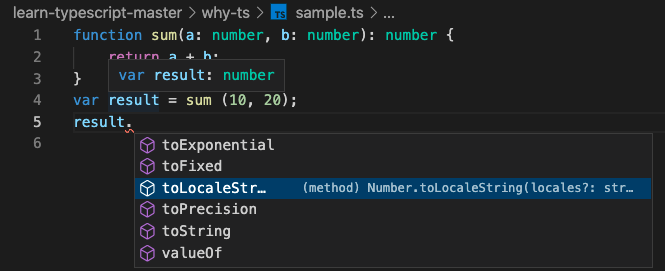 learn-typescript-master > why-ts > TS sample.ts > ...
1 function sum(a: number, b: number): number {
2 return a + b;
var result: number
3 }
4 var result = sum (10, 20);
5 result.
6
toExponential
toFixed
toLocaleStr… (method) Number.toLocaleString(locales?: str…
toPrecision
toString
valueOf